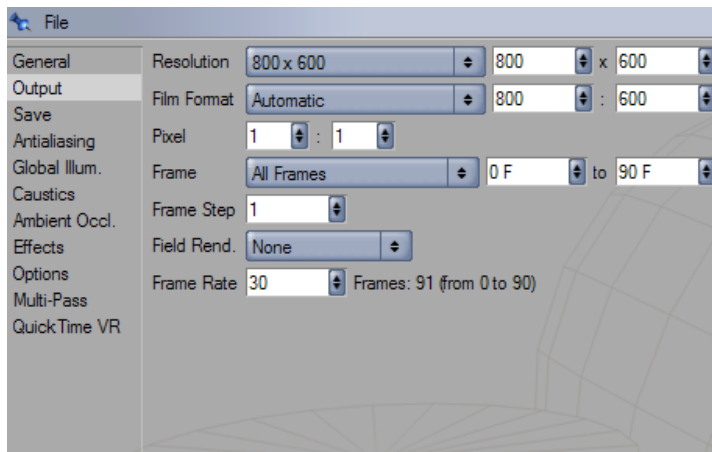 File
General
Output
Save
Antialiasing
Global Illum.
Caustics
Ambient Occl.
Effects
Options
Multi-Pass
QuickTime VR
Resolution 800 x 600 800 x 600
Film Format Automatic 800 : 600
Pixel 1 : 1
Frame All Frames 0 F to 90 F
Frame Step 1
Field Rend. None
Frame Rate 30 Frames: 91 (from 0 to 90)